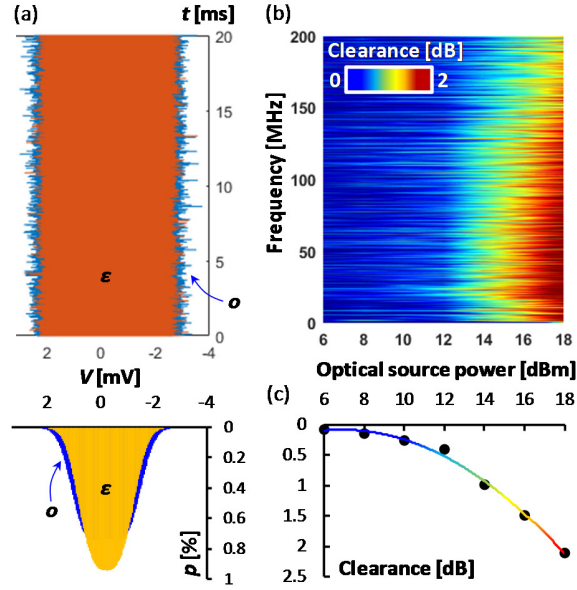 (a)
t [ms]
20
15
10
5
0
ε
o
2 0 -2 -4
V [mV]
2 0 -2 -4
0
0.2
0.4
0.6
0.8
1
p [%]
ε
o
(b)
200
150
100
50
0
Frequency [MHz]
Clearance [dB]
0 2
6 8 10 12 14 16 18
Optical source power [dBm]
(c)
6 8 10 12 14 16 18
0
0.5
1
1.5
2
2.5
Clearance [dB]